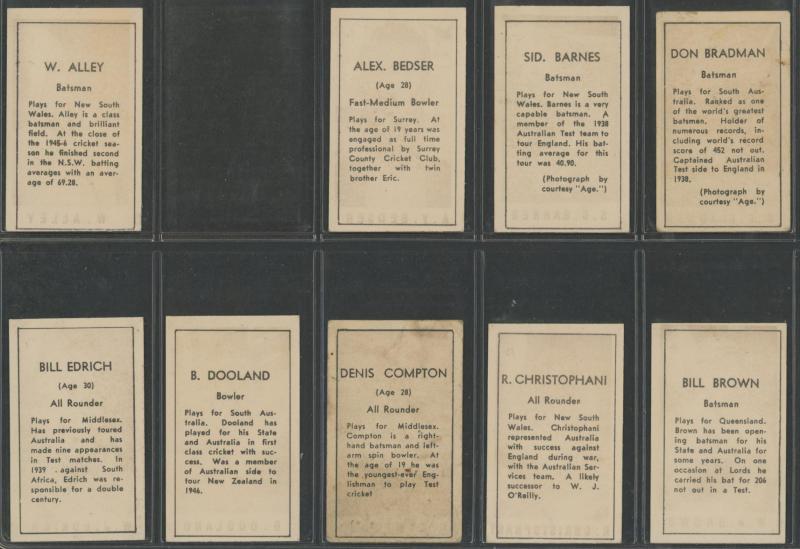 W. ALLEY
Batsman
Plays for New South
Wales. Alley is a class
batsman and brilliant
field. At the close of
the 1945-6 cricket sea-
son he finished second
in the N.S.W. batting
averages with an aver-
age of 69.28.
W. ALLEY
ALEX. BEDSER
(Age 28)
Fast-Medium Bowler
Plays for Surrey. At
the age of 19 years was
engaged as full time
professional by Surrey
County Cricket Club,
together with twin
brother Eric.
A. V. BEDSER
SID. BARNES
Batsman
Plays for New South
Wales. Barnes is a very
capable batsman. A
member of the 1938
Australian Test team to
tour England. His bat-
ting average for this
tour was 40.90.
(Photograph by
courtesy "Age.")
S. G. BARNES
DON BRADMAN
Batsman
Plays for South Aus-
tralia. Ranked as one
of the world's greatest
batsmen. Holder of
numerous records, in-
cluding world's record
score of 452 not out.
Captained Australian
Test side to England in
1938.
(Photograph by
courtesy "Age.")
BILL EDRICH
(Age 30)
All Rounder
Plays for Middlesex.
Has previously toured
Australia and has
made nine appearances
in Test matches. In
1939 against South
Africa, Edrich was re-
sponsible for a double
century.
B. DOOLAND
Bowler
Plays for South Aus-
tralia. Dooland has
played for his State
and Australia in first
class cricket with suc-
cess. Was a member
of Australian side to
tour New Zealand in
1946.
B. DOOLAND
DENIS COMPTON
(Age 28)
All Rounder
Plays for Middlesex.
Compton is a right-
hand batsman and left-
arm spin bowler. At
the age of 19 he was
the youngest-ever Eng-
lishman to play Test
cricket
R. CHRISTOPHANI
All Rounder
Plays for New South
Wales. Christophani
represented Australia
with success against
England during war,
with the Australian Ser-
vices team. A likely
successor to W. J.
O'Reilly.
R. CHRISTOPHANI
BILL BROWN
Batsman
Plays for Queensland.
Brown has been open-
ing batsman for his
State and Australia for
some years. On one
occasion at Lords he
carried his bat for 206
not out in a Test.